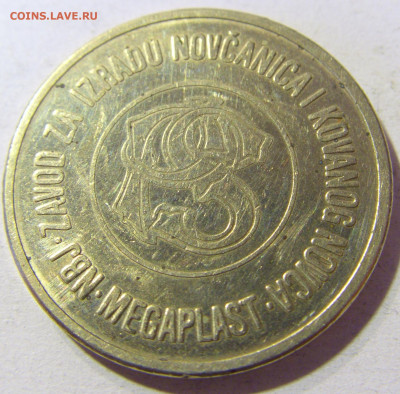 COINS.LAVE.RU
NBJ · ZAVOD ZA IZRADU NOVČANICA I KOVANOG NOVCA · MEGAPLAST ·